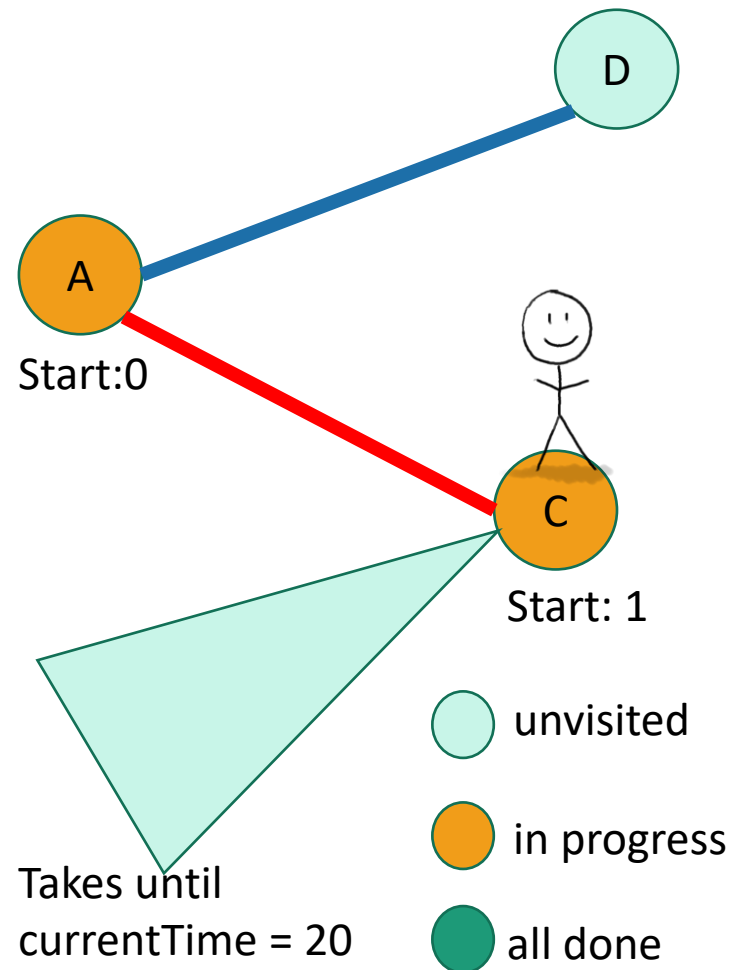 D
A
Start:0
C
Start: 1
unvisited
in progress
Takes until
currentTime = 20
all done